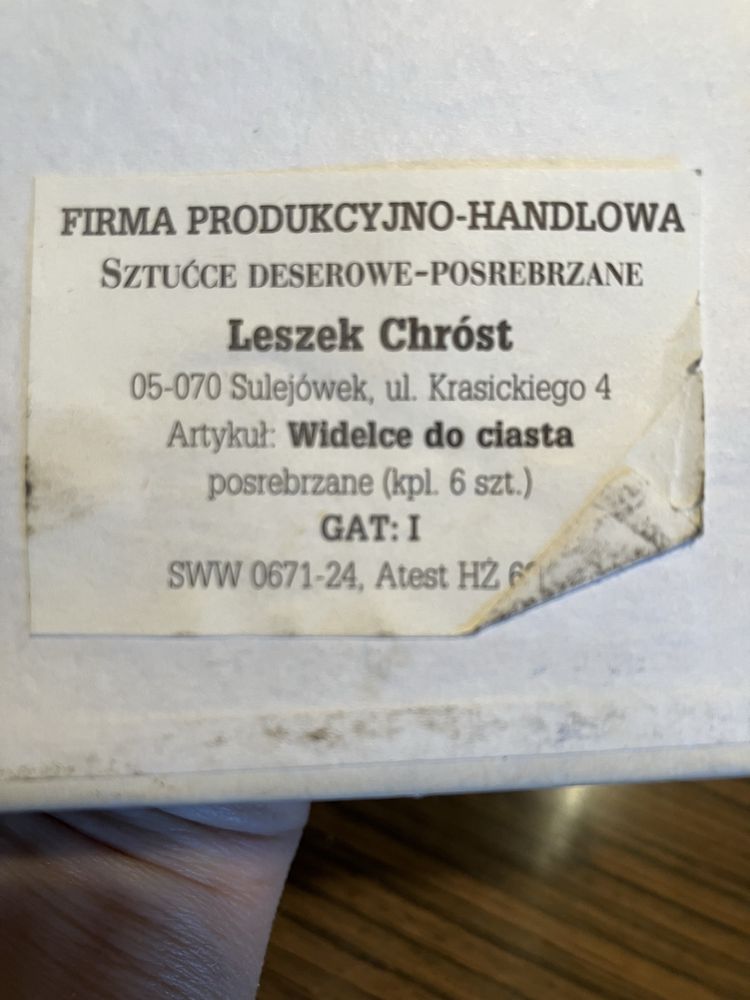 FIRMA PRODUKCYJNO-HANDLOWA
SZTUĆCE DESEROWE-POSREBRZANE
Leszek Chróst
05-070 Sulejówek, ul. Krasickiego 4
Artykuł: Widelce do ciasta
posrebrzane (kpl. 6 szt.)
GAT: I
SWW 0671-24, Atest HŻ